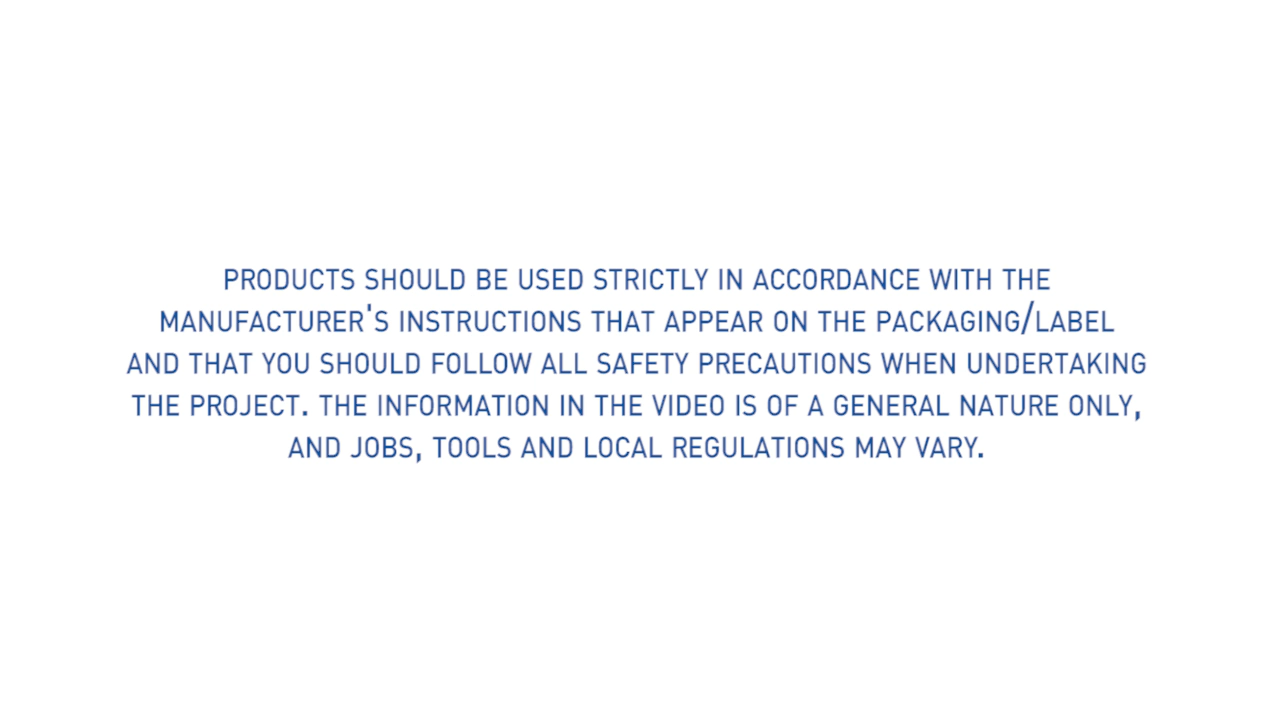 PRODUCTS SHOULD BE USED STRICTLY IN ACCORDANCE WITH THE
MANUFACTURER'S INSTRUCTIONS THAT APPEAR ON THE PACKAGING/LABEL
AND THAT YOU SHOULD FOLLOW ALL SAFETY PRECAUTIONS WHEN UNDERTAKING
THE PROJECT. THE INFORMATION IN THE VIDEO IS OF A GENERAL NATURE ONLY,
AND JOBS, TOOLS AND LOCAL REGULATIONS MAY VARY.